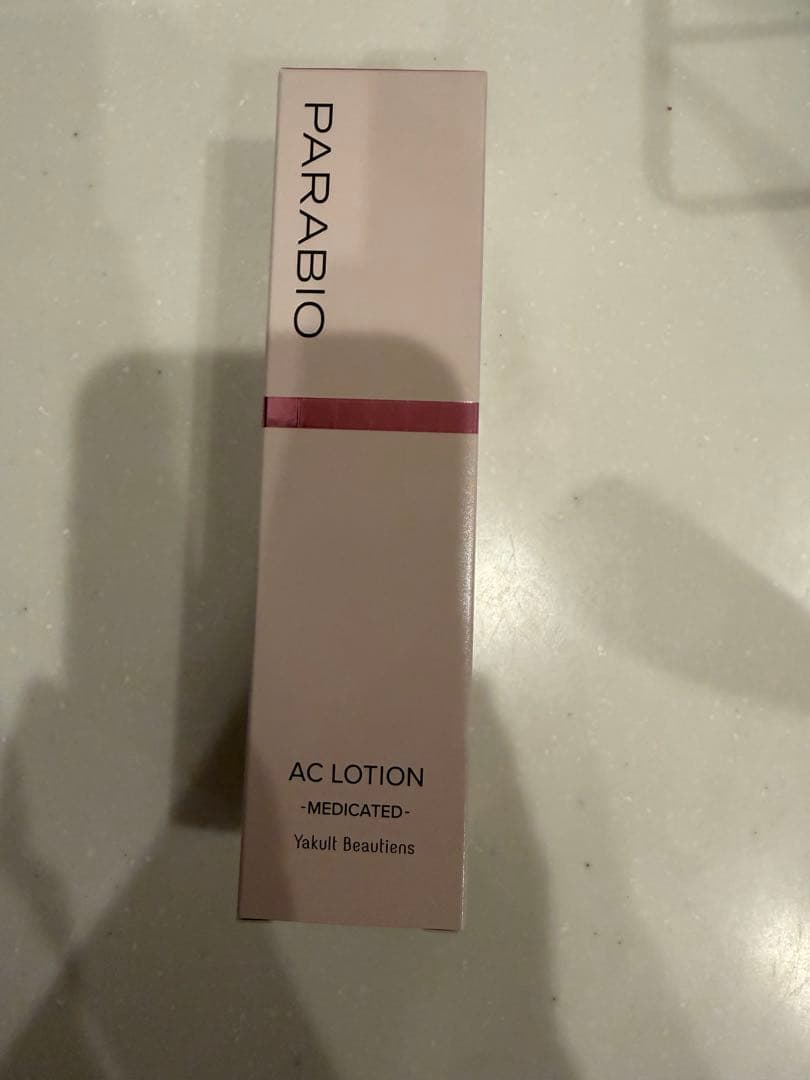 PARABIO
AC LOTION
-MEDICATED-
Yakult Beautiens